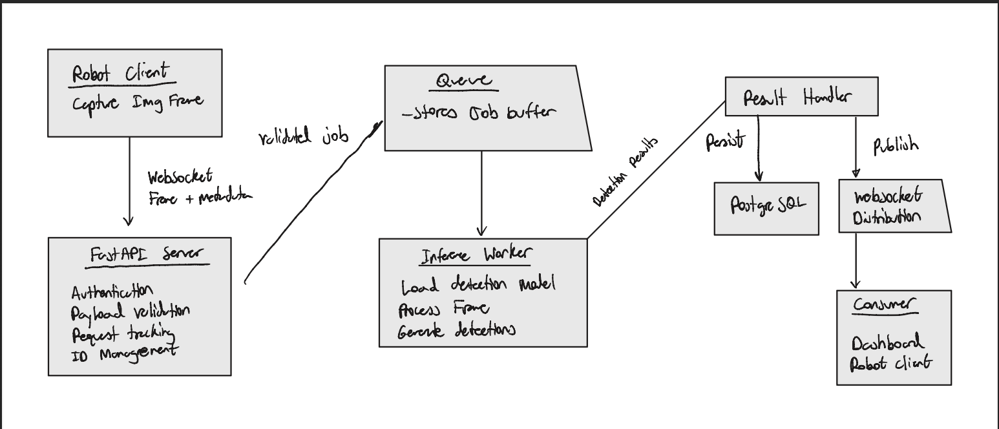 Robot Client
Capture Img Frame
Websocket
Frame + Metadata
FastAPI Server
Authentication
Payload validation
Request tracking
ID Management
validated job
Queue
- Stores Job buffer
Inference Worker
Load detection model
Process Frame
Generate detections
Detection Results
Result Handler
Persist
Publish
PostgreSQL
Websocket
Distribution
Consumer
Dashboard
Robot client